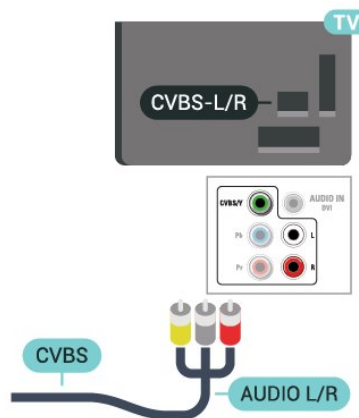 TV
CVBS-L/R
CVBS/Y
AUDIO IN
DVI
Pb
L
Pr
R
CVBS
AUDIO L/R